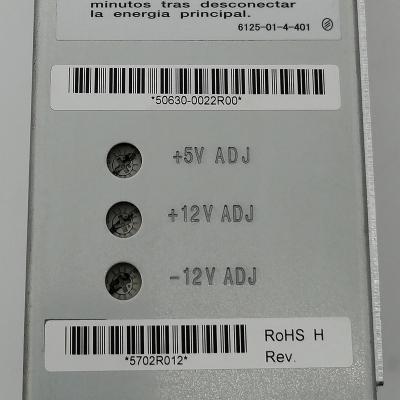 minutos tras desconectar
la energía principal.
6125-01-4-401
*50630-0022R00*
+5V ADJ
+12V ADJ
-12V ADJ
*5702R012*
RoHS H
Rev.